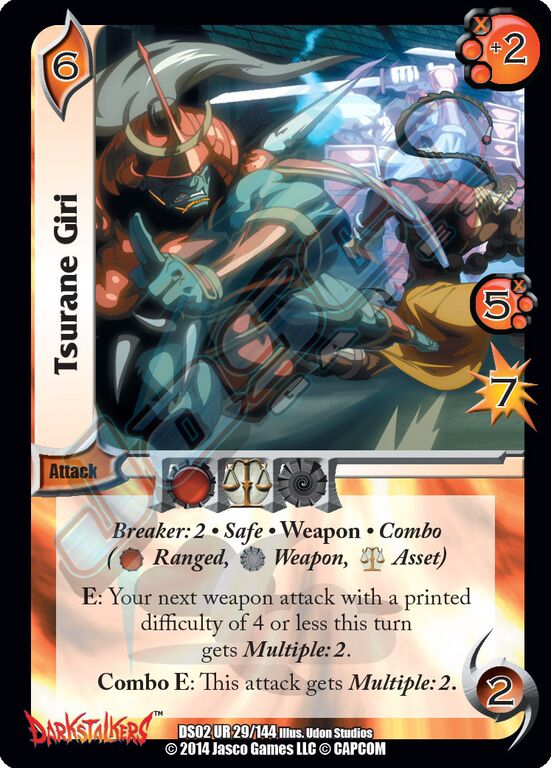 6
+2
X
Tsurane Giri
5
X
7
Attack
Breaker: 2 • Safe • Weapon • Combo
( Ranged, Weapon, Asset)
E: Your next weapon attack with a printed
difficulty of 4 or less this turn
gets Multiple: 2.
Combo E: This attack gets Multiple: 2.
2
DARKSTALKERS™
DS02 UR 29/144 Illus. Udon Studios
© 2014 Jasco Games LLC © CAPCOM